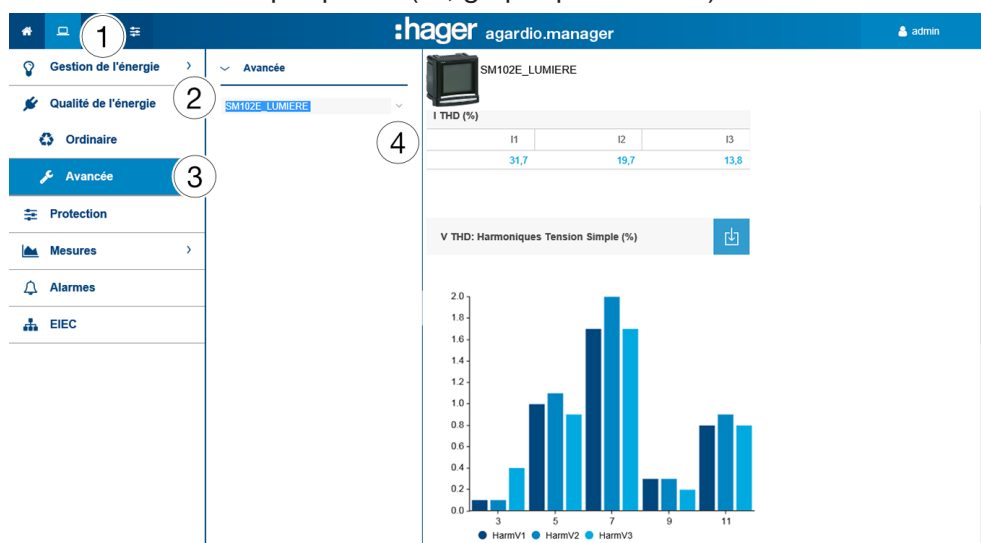 1
:hager agardio.manager
admin
Gestion de l'énergie
Avancée
SM102E_LUMIERE
Qualité de l'énergie
2
SM102E_LUMIERE
I THD (%)
Ordinaire
4
I1 I2 I3
31,7 19,7 13,8
Avancée
3
Protection
V THD: Harmoniques Tension Simple (%)
Mesures
Alarmes
EIEC
2.0
1.8
1.6
1.4
1.2
1.0
0.8
0.6
0.4
0.2
0.0
3 5 7 9 11
HarmV1 HarmV2 HarmV3